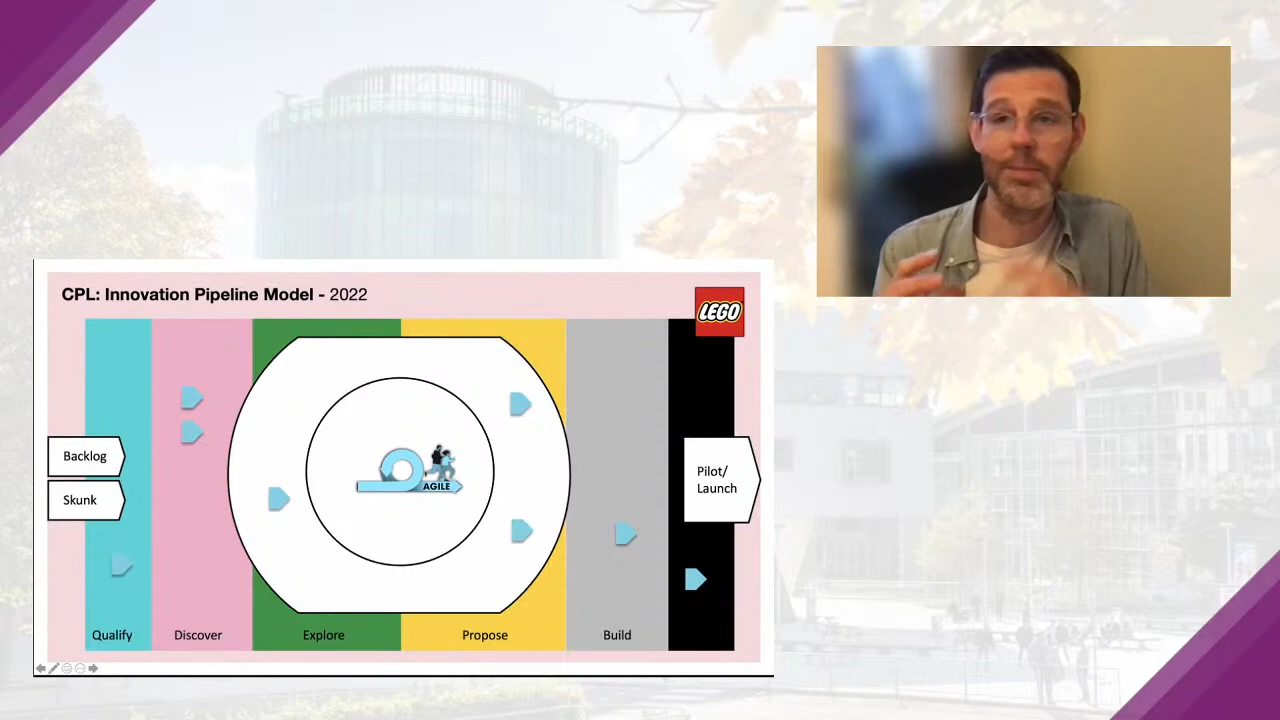 CPL: Innovation Pipeline Model - 2022
LEGO
Backlog
Skunk
AGILE
Pilot/
Launch
Qualify
Discover
Explore
Propose
Build